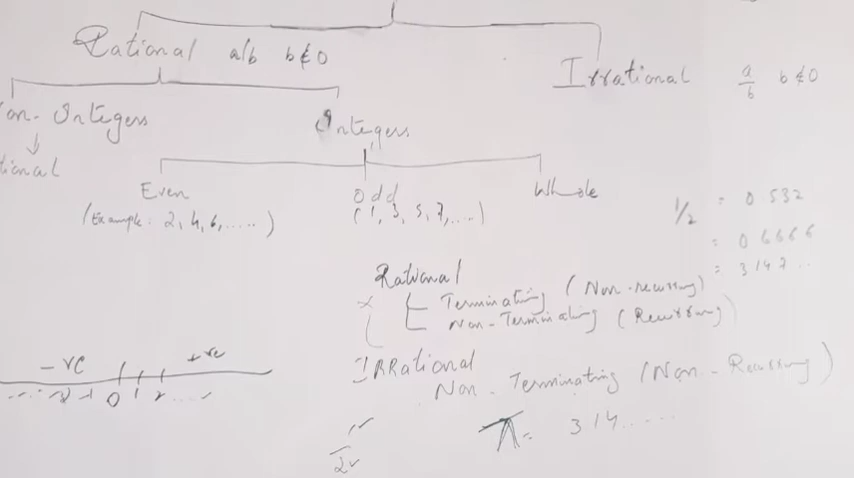 Rational a/b b≠0
Irrational a/b b≠0
on-Integers
Integers
tional
Even
(Example: 2, 4, 6, .....)
Odd
(1, 3, 5, 7, ....)
Whole
1/2 = 0 532
= 0 6666
= 3 147 ..
Rational
Terminating (Non-recurring)
Non-Terminating (Recurring)
IRRational
Non-Terminating (Non-Recurring)
-ve +ve
0 1 2 ....
π = 3 14.....